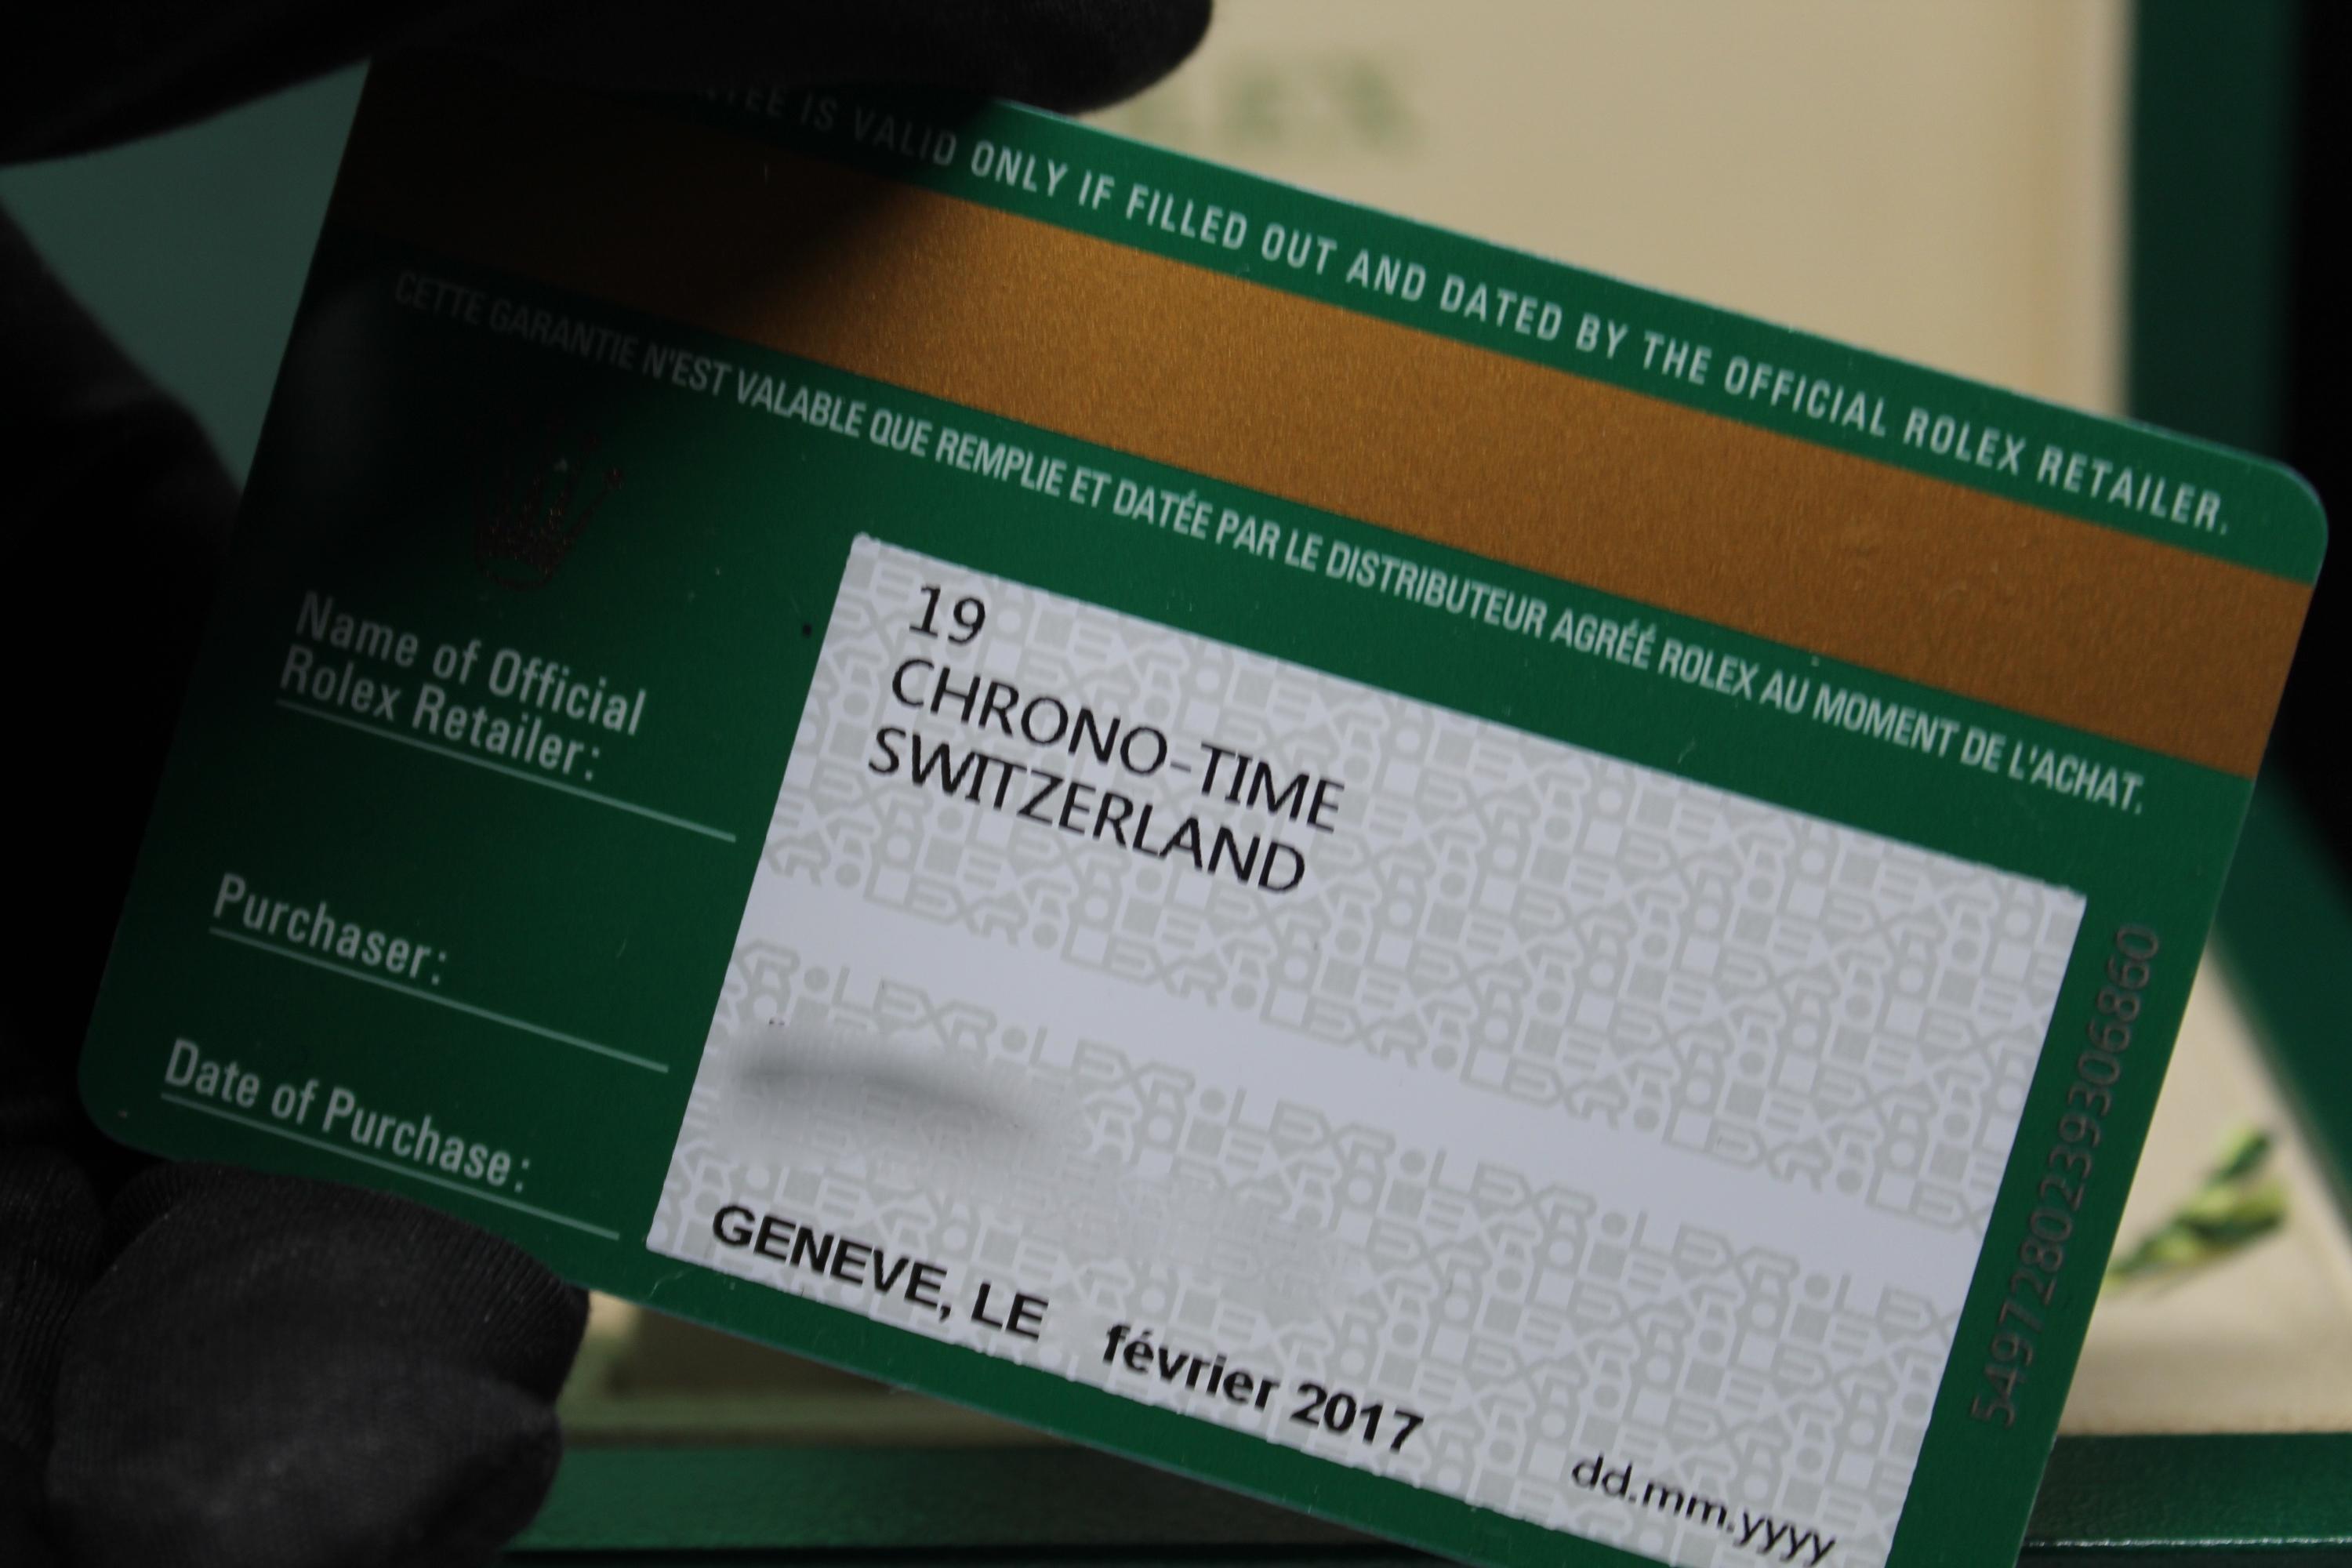 IS VALID ONLY IF FILLED OUT AND DATED BY THE OFFICIAL ROLEX RETAILER.
CETTE GARANTIE N'EST VALABLE QUE REMPLIE ET DATÉE PAR LE DISTRIBUTEUR AGRÉÉ ROLEX AU MOMENT DE L'ACHAT.
Name of Official
Rolex Retailer:
19
CHRONO-TIME
SWITZERLAND
Purchaser:
Date of Purchase:
GENEVE, LE février 2017
dd.mm.yyyy
5497280239306860